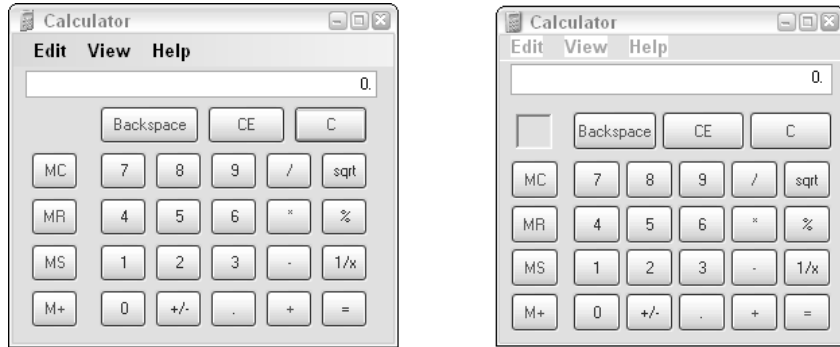 Calculator
Edit View Help
0.
Backspace CE C
MC 7 8 9 / sqrt
MR 4 5 6 * %
MS 1 2 3 - 1/x
M+ 0 +/- . + =
Calculator
Edit View Help
0.
Backspace CE C
MC 7 8 9 / sqrt
MR 4 5 6 * %
MS 1 2 3 - 1/x
M+ 0 +/- . + =